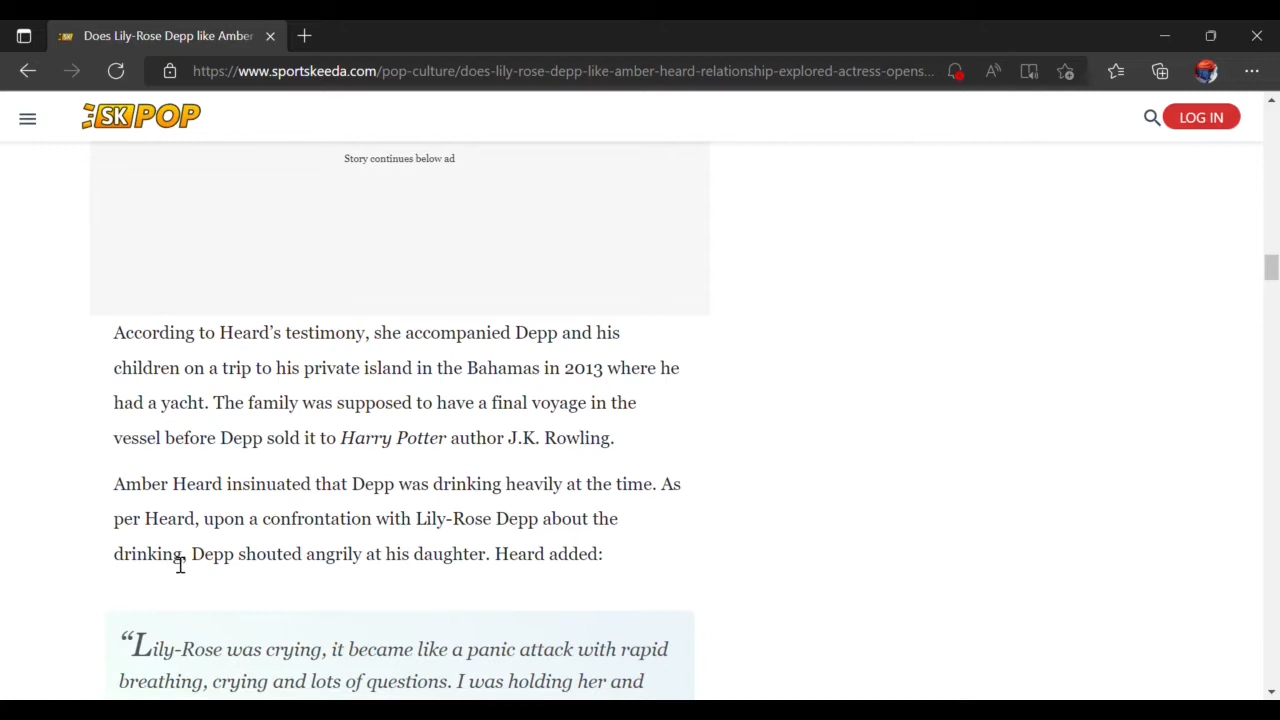 Does Lily-Rose Depp like Amber
https://www.sportskeeda.com/pop-culture/does-lily-rose-depp-like-amber-heard-relationship-explored-actress-opens...
SK POP
LOG IN
Story continues below ad
According to Heard’s testimony, she accompanied Depp and his
children on a trip to his private island in the Bahamas in 2013 where he
had a yacht. The family was supposed to have a final voyage in the
vessel before Depp sold it to Harry Potter author J.K. Rowling.
Amber Heard insinuated that Depp was drinking heavily at the time. As
per Heard, upon a confrontation with Lily-Rose Depp about the
drinking, Depp shouted angrily at his daughter. Heard added:
“Lily-Rose was crying, it became like a panic attack with rapid
breathing, crying and lots of questions. I was holding her and